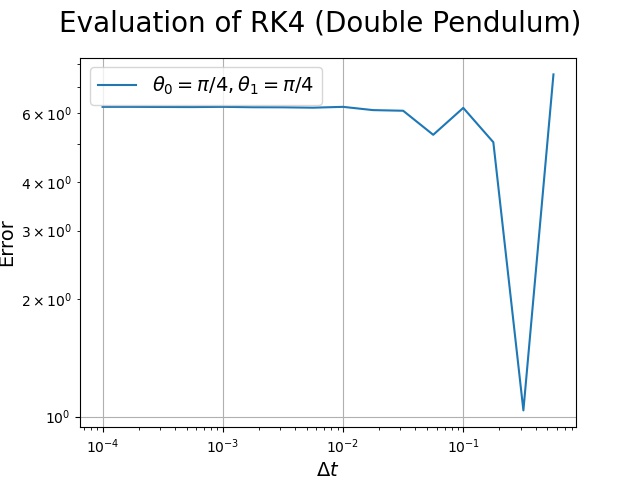 Evaluation of RK4 (Double Pendulum)
θ₀ = π/4, θ₁ = π/4
6 × 10⁰
4 × 10⁰
3 × 10⁰
2 × 10⁰
10⁰
Error
10⁻⁴ 10⁻³ 10⁻² 10⁻¹
Δt